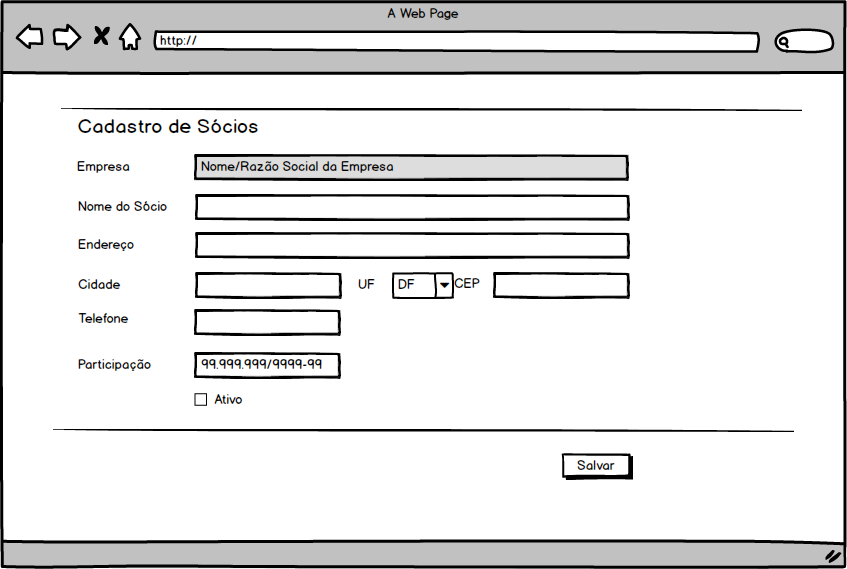 A Web Page
http://
Cadastro de Sócios
Empresa Nome/Razão Social da Empresa
Nome do Sócio
Endereço
Cidade UF DF CEP
Telefone
Participação 99.999.999/9999-99
Ativo
Salvar